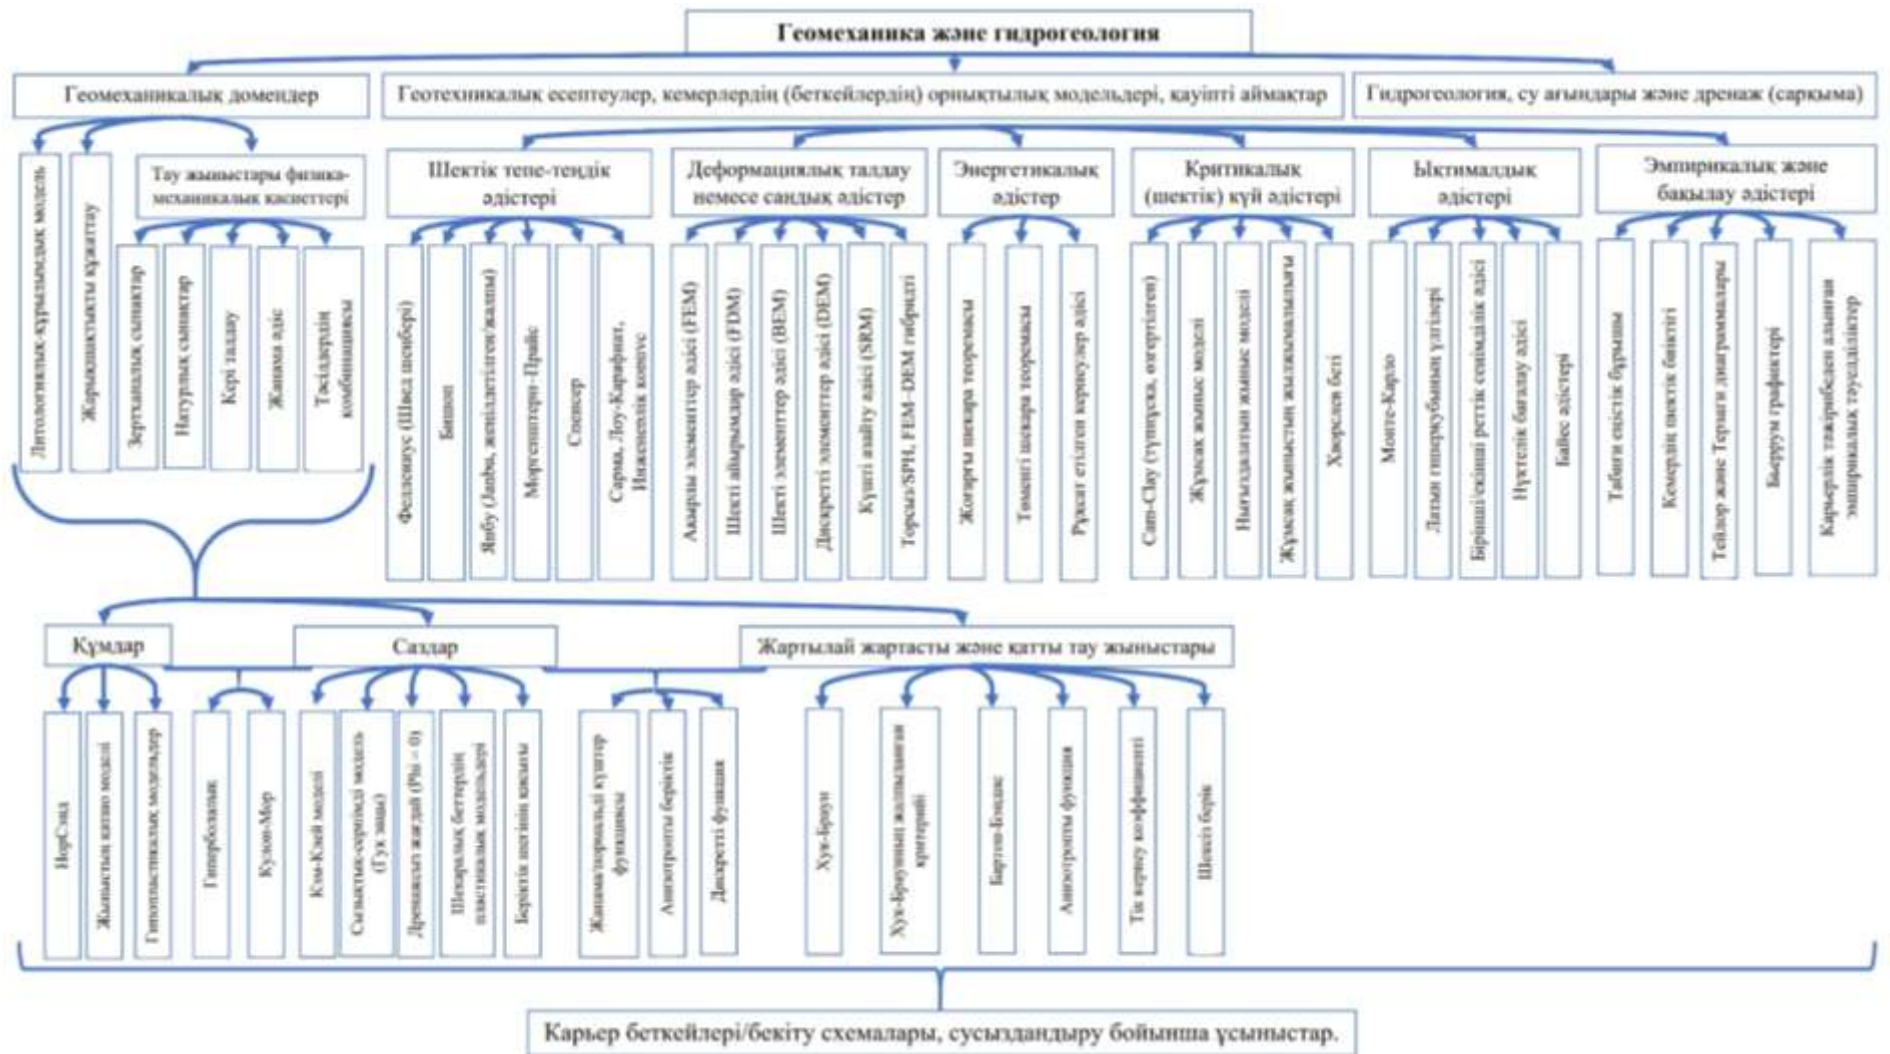 Геомеханика және гидрогеология
Геомеханикалық домендер
Геотехникалық есептеулер, кемерлердің (беткейлердің) орнықтылық модельдері, қауіпті аймақтар
Гидрогеология, су ағындары және дренаж (сарқыма)
Литологиялық-құрылымдық модель
Жарықшақтықты құжаттау
Тау жыныстары физика-
механикалық қасиеттері
Зертханалық сынақтар
Натурлық сынақтар
Кері талдау
Жанама әдіс
Тәсілдердің
комбинациясы
Шектік тепе-теңдік
әдістері
Феллениус (Швед шеңбері)
Бишоп
Янбу (Janbu, жеңілдетілген/жалпы)
Моргенштерн–Прайс
Спенсер
Сарма, Лоу-Карафиат,
Инженерлік корпус
Деформациялық талдау
немесе сандық әдістер
Ақырлы элементтер әдісі (FEM)
Шекті айырымдар әдісі (FDM)
Шекті элементтер әдісі (BEM)
Дискретті элементтер әдісі (DEM)
Күшті азайту әдісі (SRM)
Торсыз/SPH, FEM–DEM гибридті
Энергетикалық
әдістер
Жоғарғы шекара теоремасы
Төменгі шекара теоремасы
Рұқсат етілген кернеулер әдісі
Критикалық
(шектік) күй әдістері
Cam-Clay (түпнұсқа, өзгертілген)
Жұмсақ жыныс моделі
Нығыздалатын жыныс моделі
Жұмсақ жыныстың жылжымалылығы
Хворслев беті
Ықтималдық
әдістері
Монте-Карло
Латын гиперкубының үлгілері
Бірінші/екінші реттік сенімділік әдісі
Нүктелік бағалау әдісі
Байес әдістері
Эмпирикалық және
бақылау әдістері
Табиғи еңістік бұрышы
Кемердің шектік биіктігі
Тейлор және Терзаги диаграммалары
Бьеррум графиктері
Карьерлік тәжірибеден алынған
эмпирикалық тәуелділіктер
Құмдар
Саздар
Жартылай жартасты және қатты тау жыныстары
НорСэнд
Жыныстың қатаю моделі
Гипопластикалық модельдер
Гиперболалық
Кулон-Мор
Кэм-Клей моделі
Сызықтық-серпімді модель
(Гук заңы)
Дренажсыз жағдай (Phi = 0)
Шекаралық беттердің
пластикалық модельдері
Беріктік шегінің қисығы
Жанама/нормальді күштер
функциясы
Анизотропты беріктік
Дискретті функция
Хук-Браун
Хук-Браунның жалпыланған
критерийі
Бартон-Бэндис
Анизотропты функция
Тік кернеу коэффициенті
Шексіз берік
Карьер беткейлері/бекіту схемалары, сусыздандыру бойынша ұсыныстар.